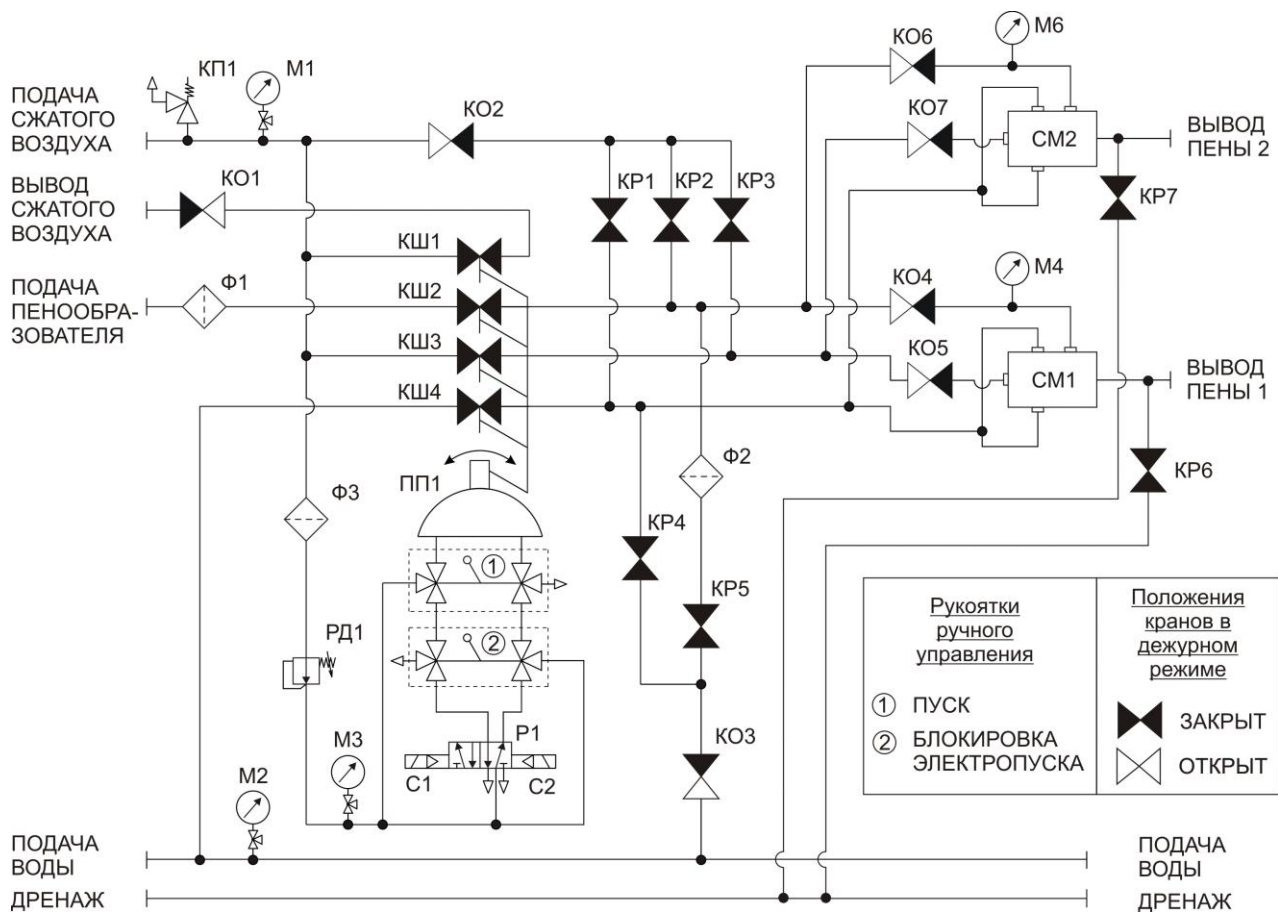 КО6
М6
КП1
М1
ПОДАЧА
СЖАТОГО
ВОЗДУХА
КО2
КО7
СМ2
ВЫВОД
ПЕНЫ 2
ВЫВОД
СЖАТОГО
ВОЗДУХА
КО1
КР1
КР2
КР3
КР7
КШ1
ПОДАЧА
ПЕНООБРА-
ЗОВАТЕЛЯ
Ф1
КШ2
КО4
М4
КШ3
КО5
СМ1
ВЫВОД
ПЕНЫ 1
КШ4
ПП1
Ф2
КР6
Ф3
КР4
1
КР5
2
РД1
Р1
С1
С2
КО3
М3
М2
Рукоятки
ручного
управления
1 ПУСК
2 БЛОКИРОВКА
ЭЛЕКТРОПУСКА
Положения
кранов в
дежурном
режиме
ЗАКРЫТ
ОТКРЫТ
ПОДАЧА
ВОДЫ
ПОДАЧА
ВОДЫ
ДРЕНАЖ
ДРЕНАЖ